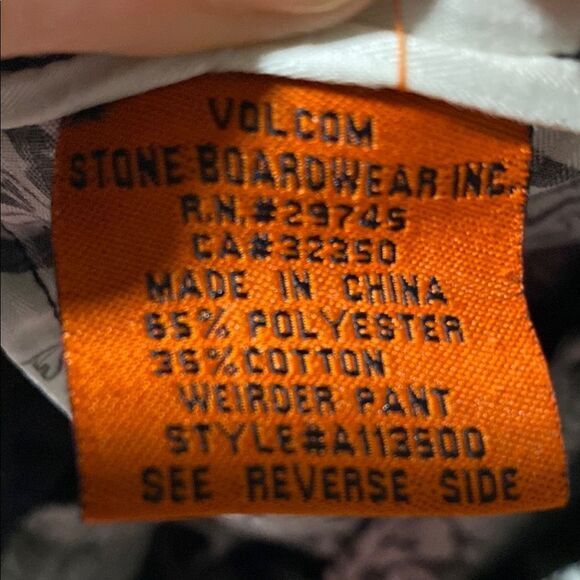 VOLCOM
STONE BOARDWEAR INC.
R.N.#29745
CA#32350
MADE IN CHINA
65% POLYESTER
35%COTTON
WEIRDER PANT
STYLE#A113500
SEE REVERSE SIDE